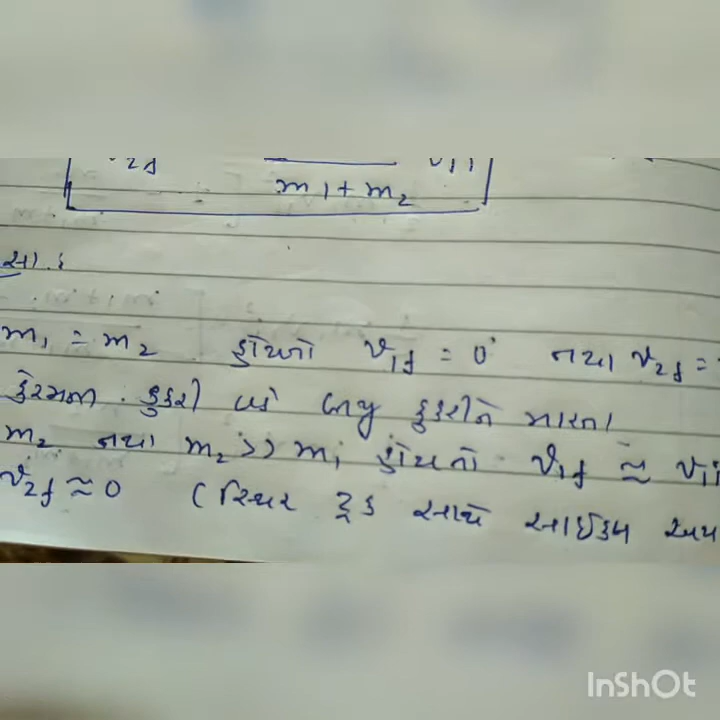 m1 + m2
m1 = m2 હોયતો v1f = 0 તથા v2f =
કેરમના કુકરી વડે બીજી કુકરીને મારતા
m2 તથા m2 >> m1 હોયતો v1f ≈ v1i
v2f ≈ 0 (સ્થિર ટ્રક સાથે સાઈકલ
InShOt